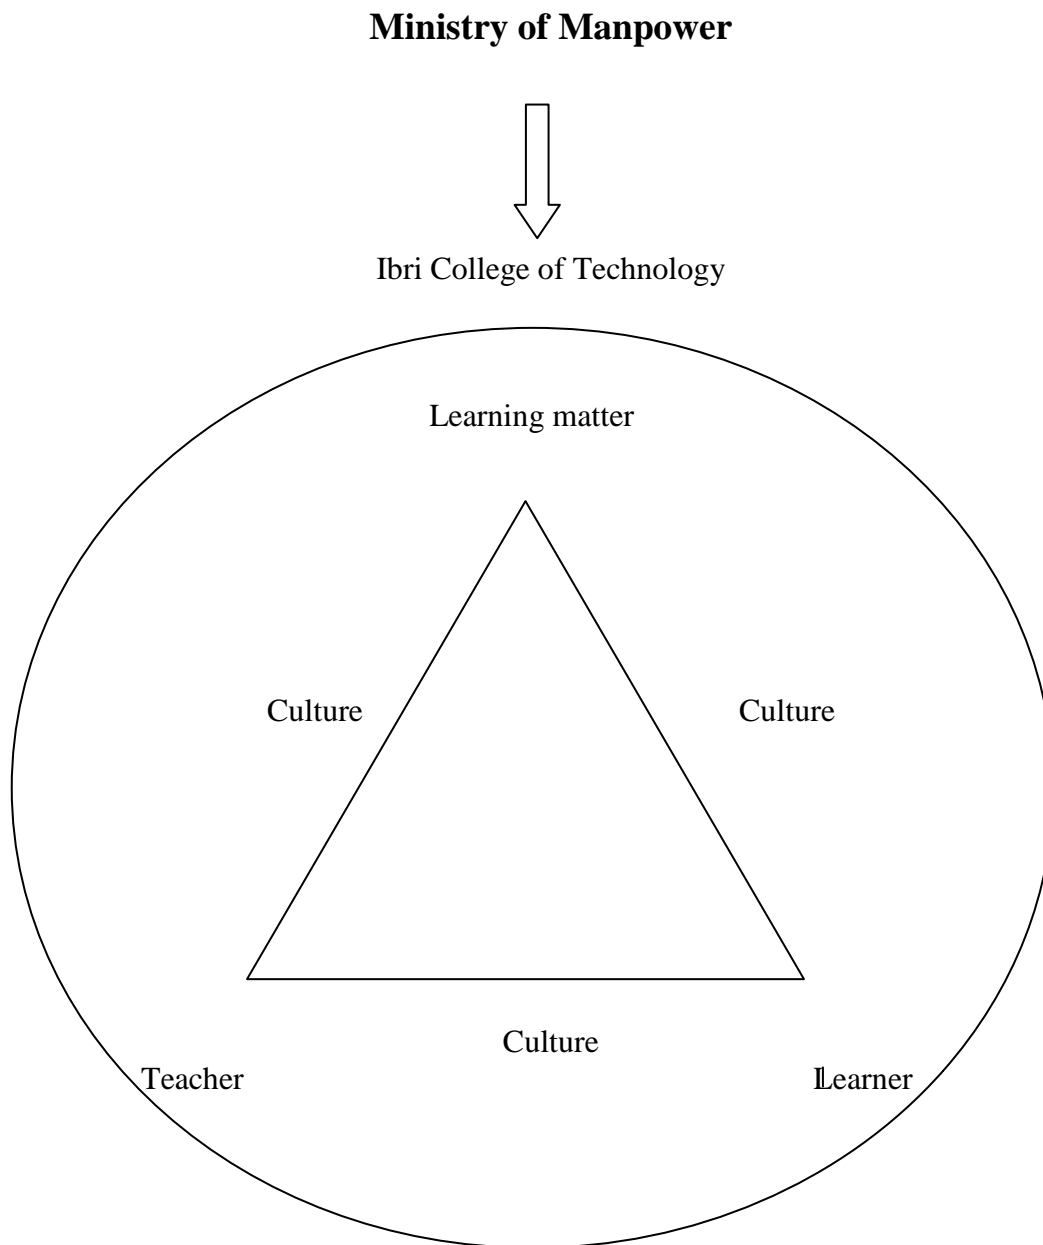 Ministry of Manpower
Ibri College of Technology
Learning matter
Culture Culture
Culture
Teacher Learner